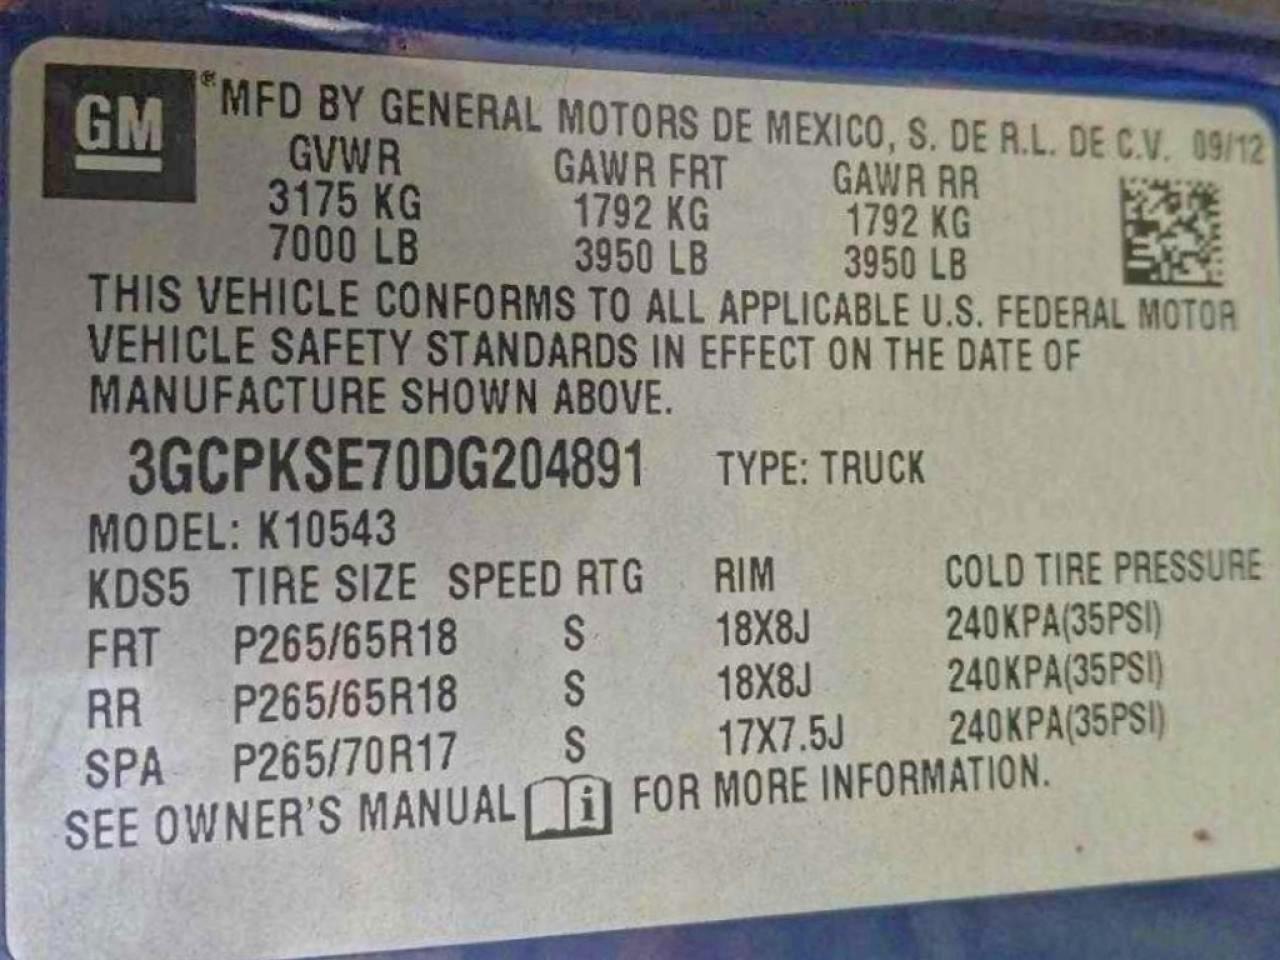 GM ® MFD BY GENERAL MOTORS DE MEXICO, S. DE R.L. DE C.V. 09/12
GVWR GAWR FRT GAWR RR
3175 KG 1792 KG 1792 KG
7000 LB 3950 LB 3950 LB
THIS VEHICLE CONFORMS TO ALL APPLICABLE U.S. FEDERAL MOTOR
VEHICLE SAFETY STANDARDS IN EFFECT ON THE DATE OF
MANUFACTURE SHOWN ABOVE.
3GCPKSE70DG204891 TYPE: TRUCK
MODEL: K10543
KDS5 TIRE SIZE SPEED RTG RIM COLD TIRE PRESSURE
FRT P265/65R18 S 18X8J 240KPA(35PSI)
RR P265/65R18 S 18X8J 240KPA(35PSI)
SPA P265/70R17 S 17X7.5J 240KPA(35PSI)
SEE OWNER'S MANUAL i FOR MORE INFORMATION.